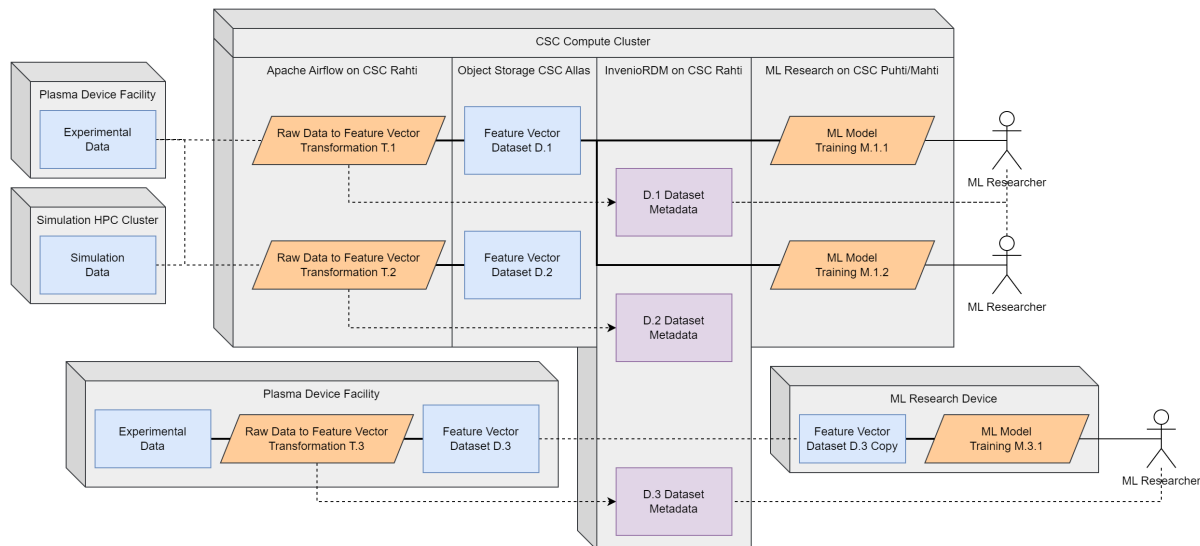 CSC Compute Cluster
Apache Airflow on CSC Rahti
Object Storage CSC Allas
InvenioRDM on CSC Rahti
ML Research on CSC Puhti/Mahti
Plasma Device Facility
Experimental
Data
Raw Data to Feature Vector
Transformation T.1
Feature Vector
Dataset D.1
ML Model
Training M.1.1
ML Researcher
D.1 Dataset
Metadata
Simulation HPC Cluster
Simulation
Data
Raw Data to Feature Vector
Transformation T.2
Feature Vector
Dataset D.2
ML Model
Training M.1.2
ML Researcher
D.2 Dataset
Metadata
Plasma Device Facility
Experimental
Data
Raw Data to Feature Vector
Transformation T.3
Feature Vector
Dataset D.3
ML Research Device
Feature Vector
Dataset D.3 Copy
ML Model
Training M.3.1
ML Researcher
D.3 Dataset
Metadata